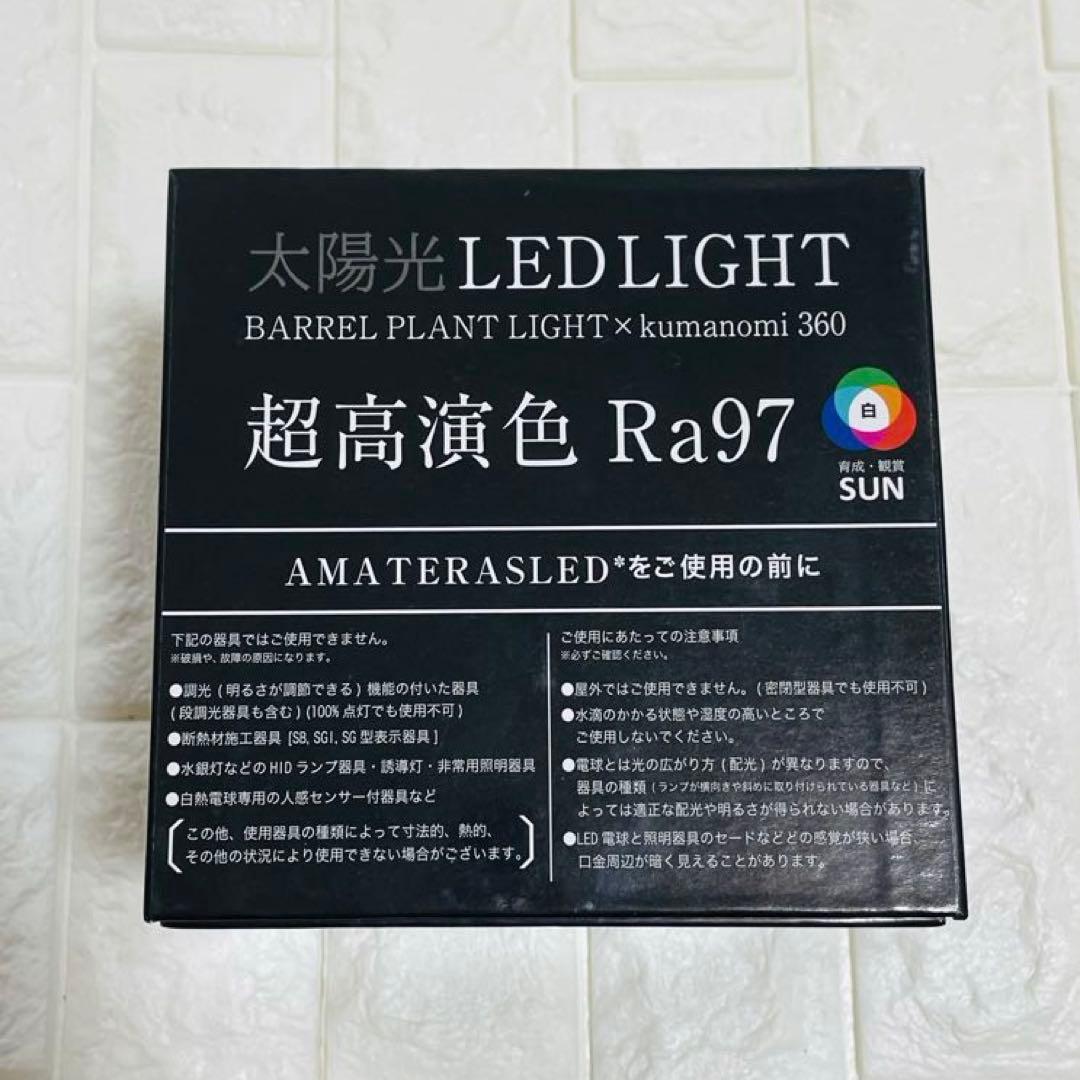 太陽光 LED LIGHT
BARREL PLANT LIGHT×kumanomi 360
超高演色 Ra97
白
育成・観賞
SUN
AMATERASLED*をご使用の前に
下記の器具ではご使用できません。
※破損や、故障の原因になります。
●調光 ( 明るさが調節できる ) 機能の付いた器具
( 段調光器具も含む ) (100% 点灯でも使用不可 )
●断熱材施工器具 [SB, SGI, SG 型表示器具 ]
●水銀灯などの HID ランプ器具・誘導灯・非常用照明器具
●白熱電球専用の人感センサー付器具など
この他、使用器具の種類によって寸法的、熱的、
その他の状況により使用できない場合がございます。
ご使用にあたっての注意事項
※必ずご確認ください。
●屋外ではご使用できません。( 密閉型器具でも使用不可 )
●水滴のかかる状態や湿度の高いところで
ご使用しないでください。
●電球とは光の広がり方 ( 配光 ) が異なりますので、
器具の種類 ( ランプが横向きや斜めに取り付けられている器具など ) に
よっては適正な配光や明るさが得られない場合があります。
●LED 電球と照明器具のセードなどどの感覚が狭い場合、
口金周辺が暗く見えることがあります。